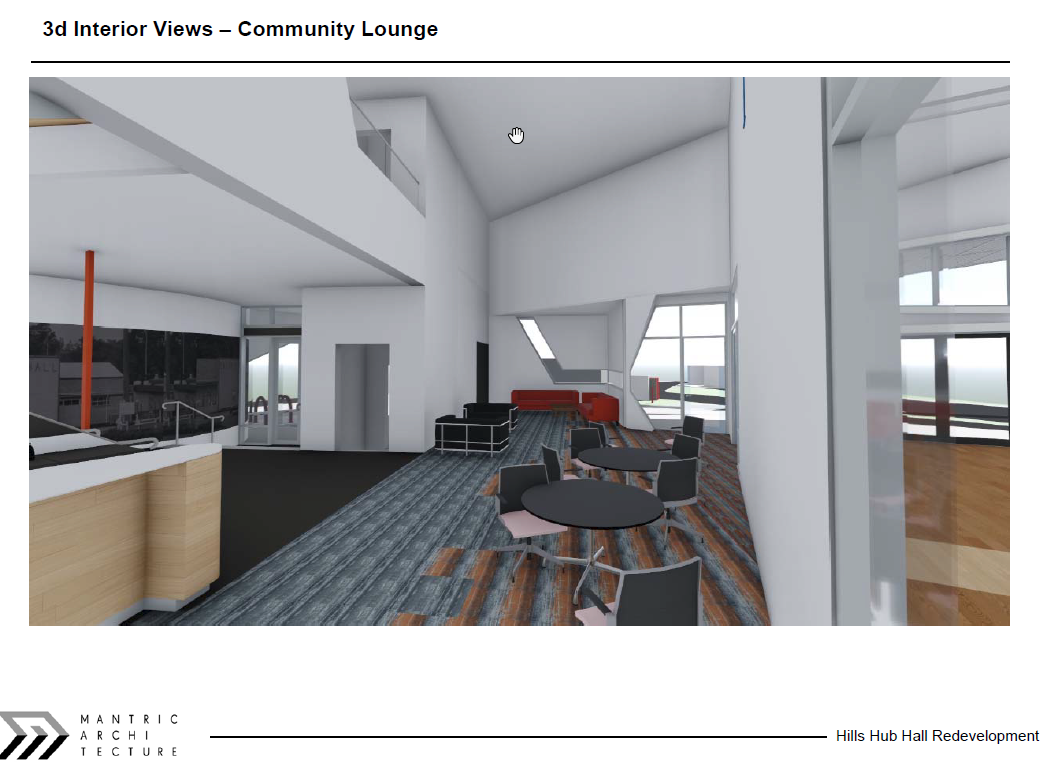 3d Interior Views – Community Lounge
MANTRIC
ARCHI
TECTURE
Hills Hub Hall Redevelopment